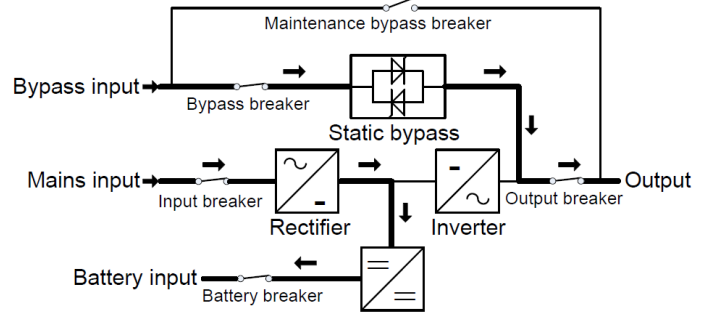 Maintenance bypass breaker
Bypass input
Bypass breaker
Static bypass
Mains input
Input breaker
Rectifier
Inverter
Output breaker
Output
Battery input
Battery breaker